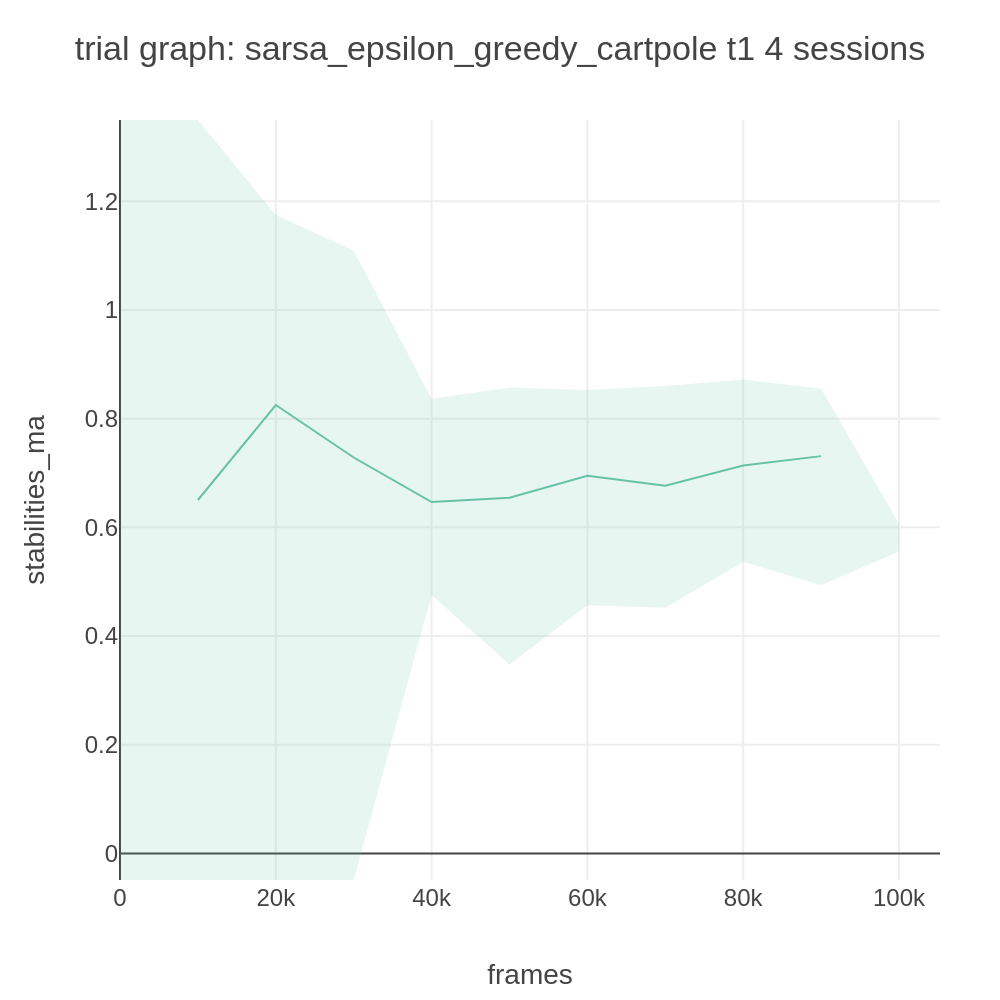 trial graph: sarsa_epsilon_greedy_cartpole t1 4 sessions
stabilities_ma
1.2
1
0.8
0.6
0.4
0.2
0
0 20k 40k 60k 80k 100k
frames